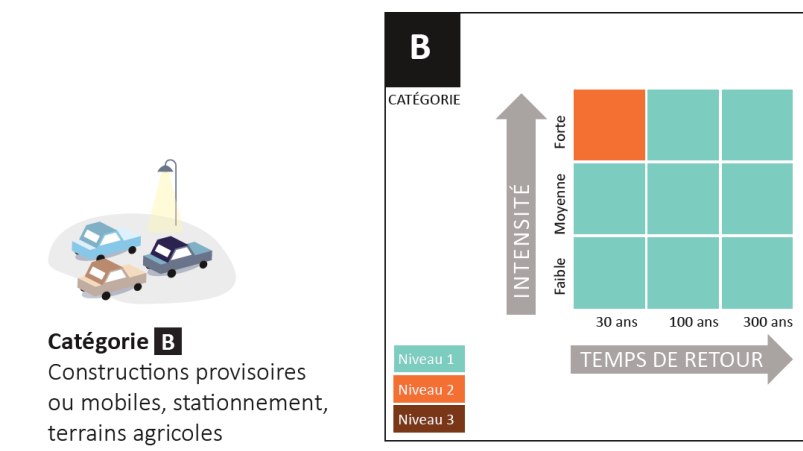 Catégorie B
Constructions provisoires
ou mobiles, stationnement,
terrains agricoles
B
CATÉGORIE
INTENSITÉ
Forte
Moyenne
Faible
30 ans
100 ans
300 ans
TEMPS DE RETOUR
Niveau 1
Niveau 2
Niveau 3